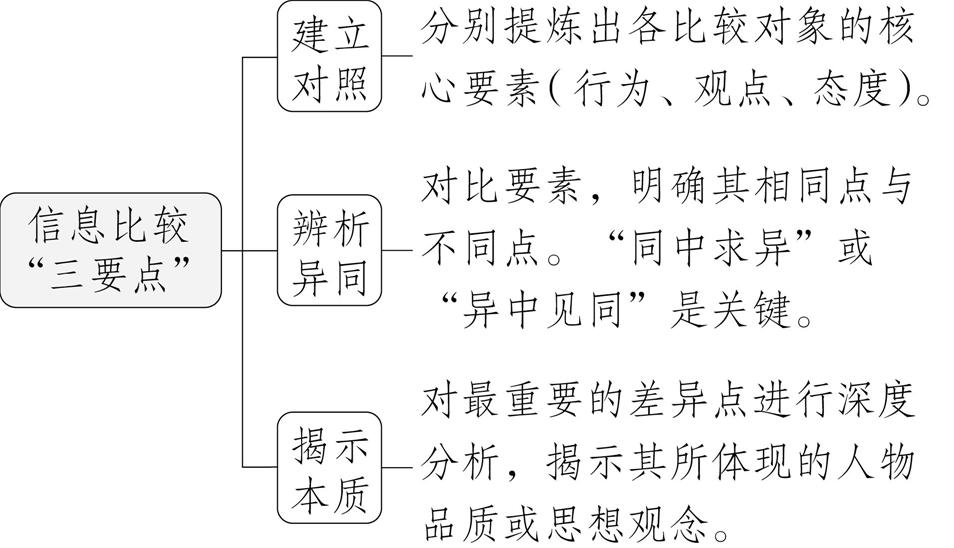 信息比较
“三要点”
建立
对照
分别提炼出各比较对象的核
心要素(行为、观点、态度)。
辨析
异同
对比要素，明确其相同点与
不同点。“同中求异”或
“异中见同”是关键。
揭示
本质
对最重要的差异点进行深度
分析，揭示其所体现的人物
品质或思想观念。